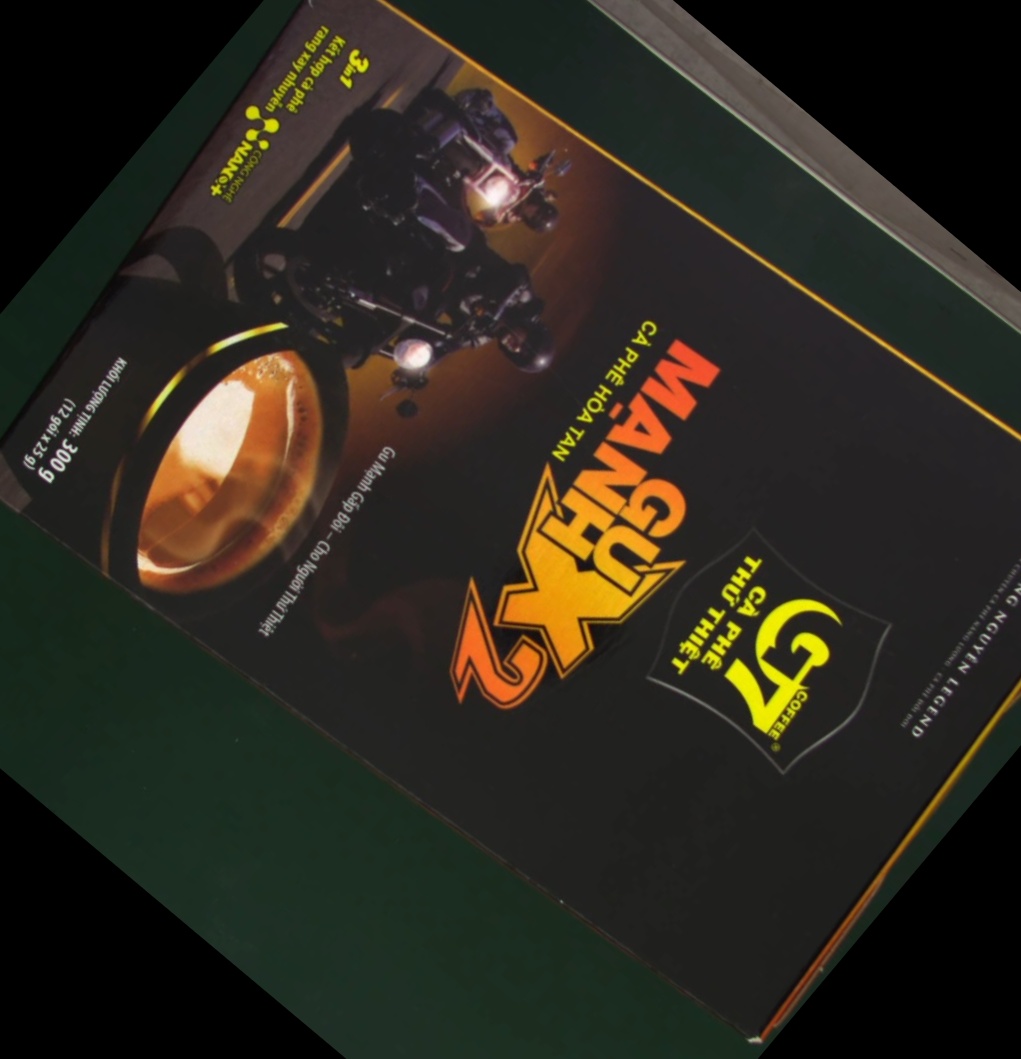 NG NGUYÊN LEGEND
G7
COFFEE
®
CÀ PHÊ
THỨ THIỆT
GU
MẠNH
X2
CÀ PHÊ HÒA TAN
Gu Mạnh Gấp Đôi – Cho Người Thứ Thiệt
3in1
Kết hợp cà phê
rang xay nhuyễn
CÔNG NGHỆ
NANO+
KHỐI LƯỢNG TỊNH: 300 g
(12 gói x 25 g)